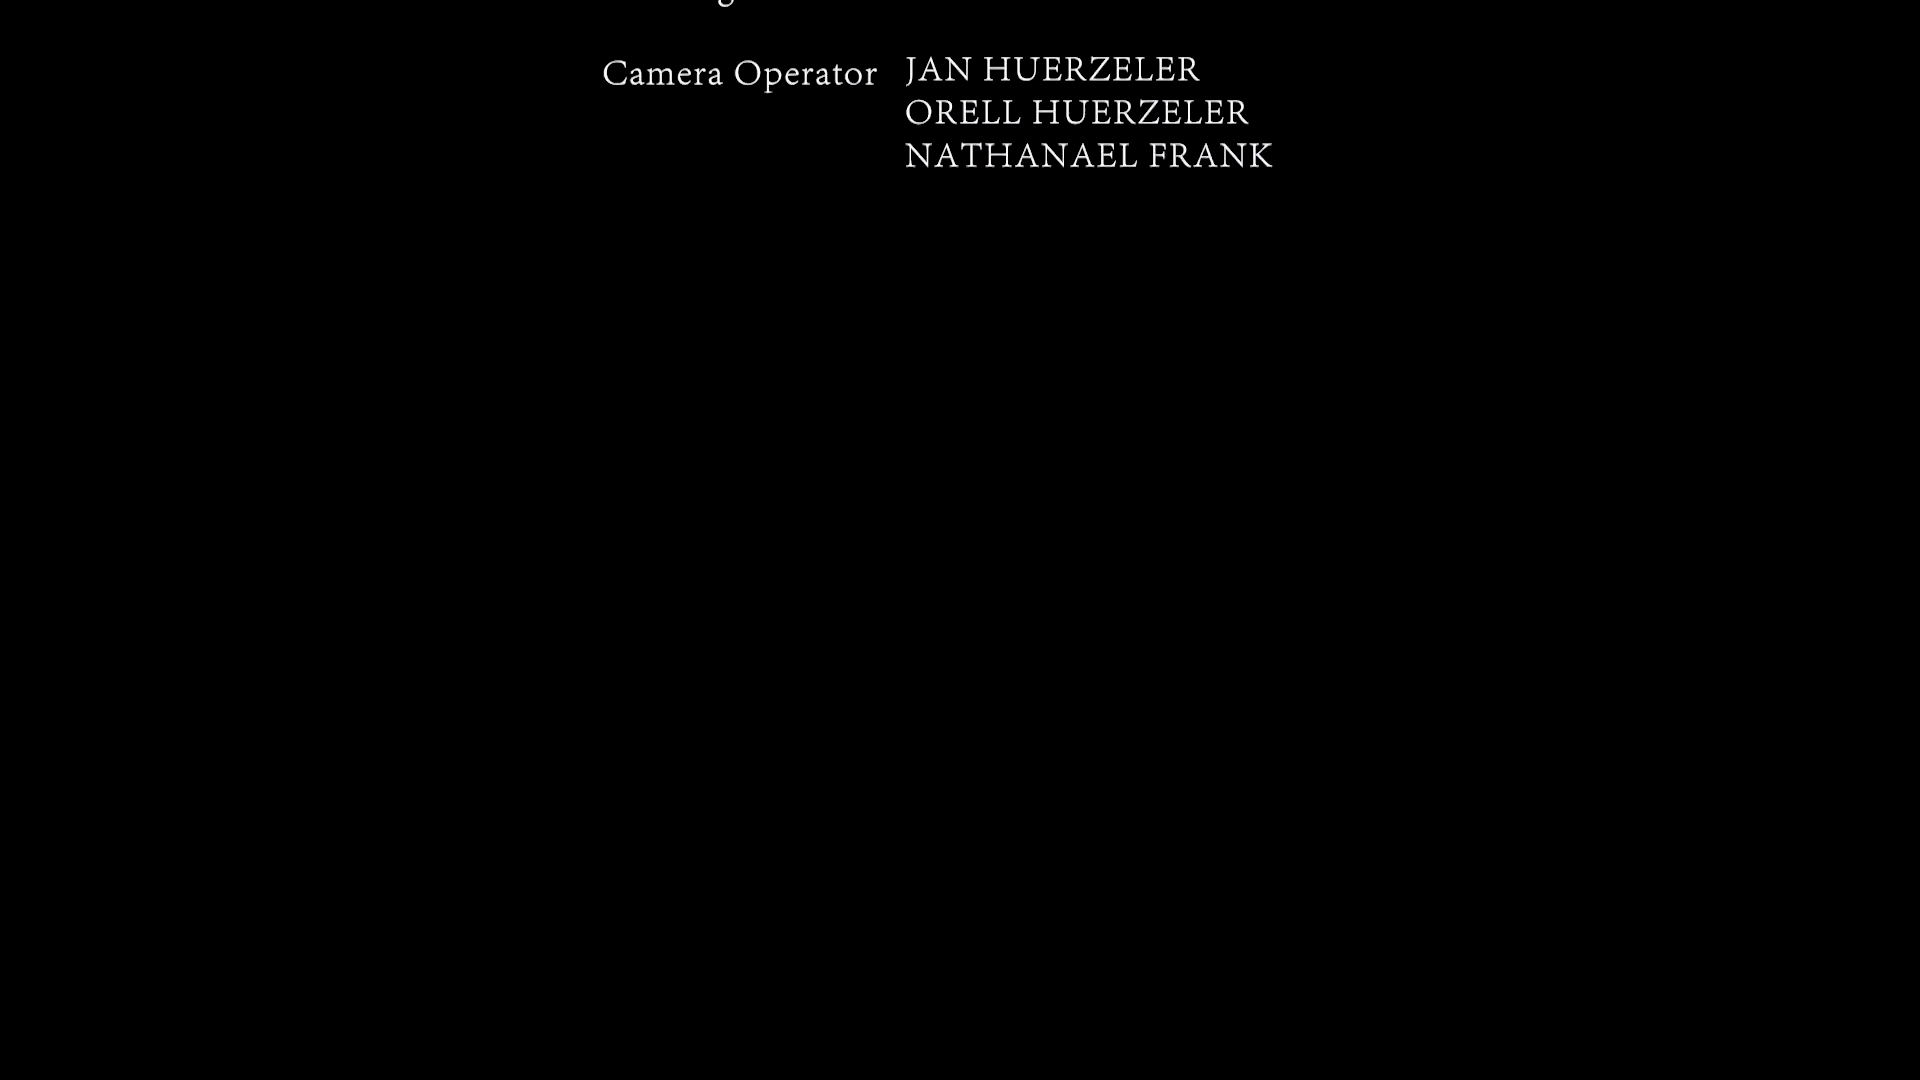 Camera Operator JAN HUERZELER
ORELL HUERZELER
NATHANAEL FRANK